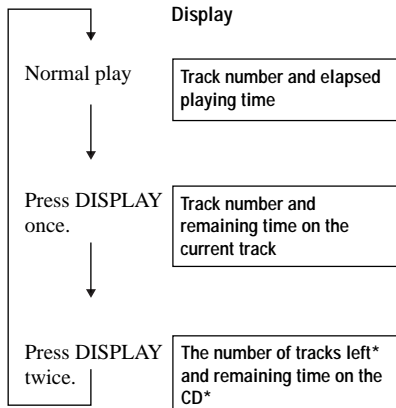 Display
Normal play
Track number and elapsed
playing time
Press DISPLAY
once.
Track number and
remaining time on the
current track
Press DISPLAY
twice.
The number of tracks left*
and remaining time on the
CD*